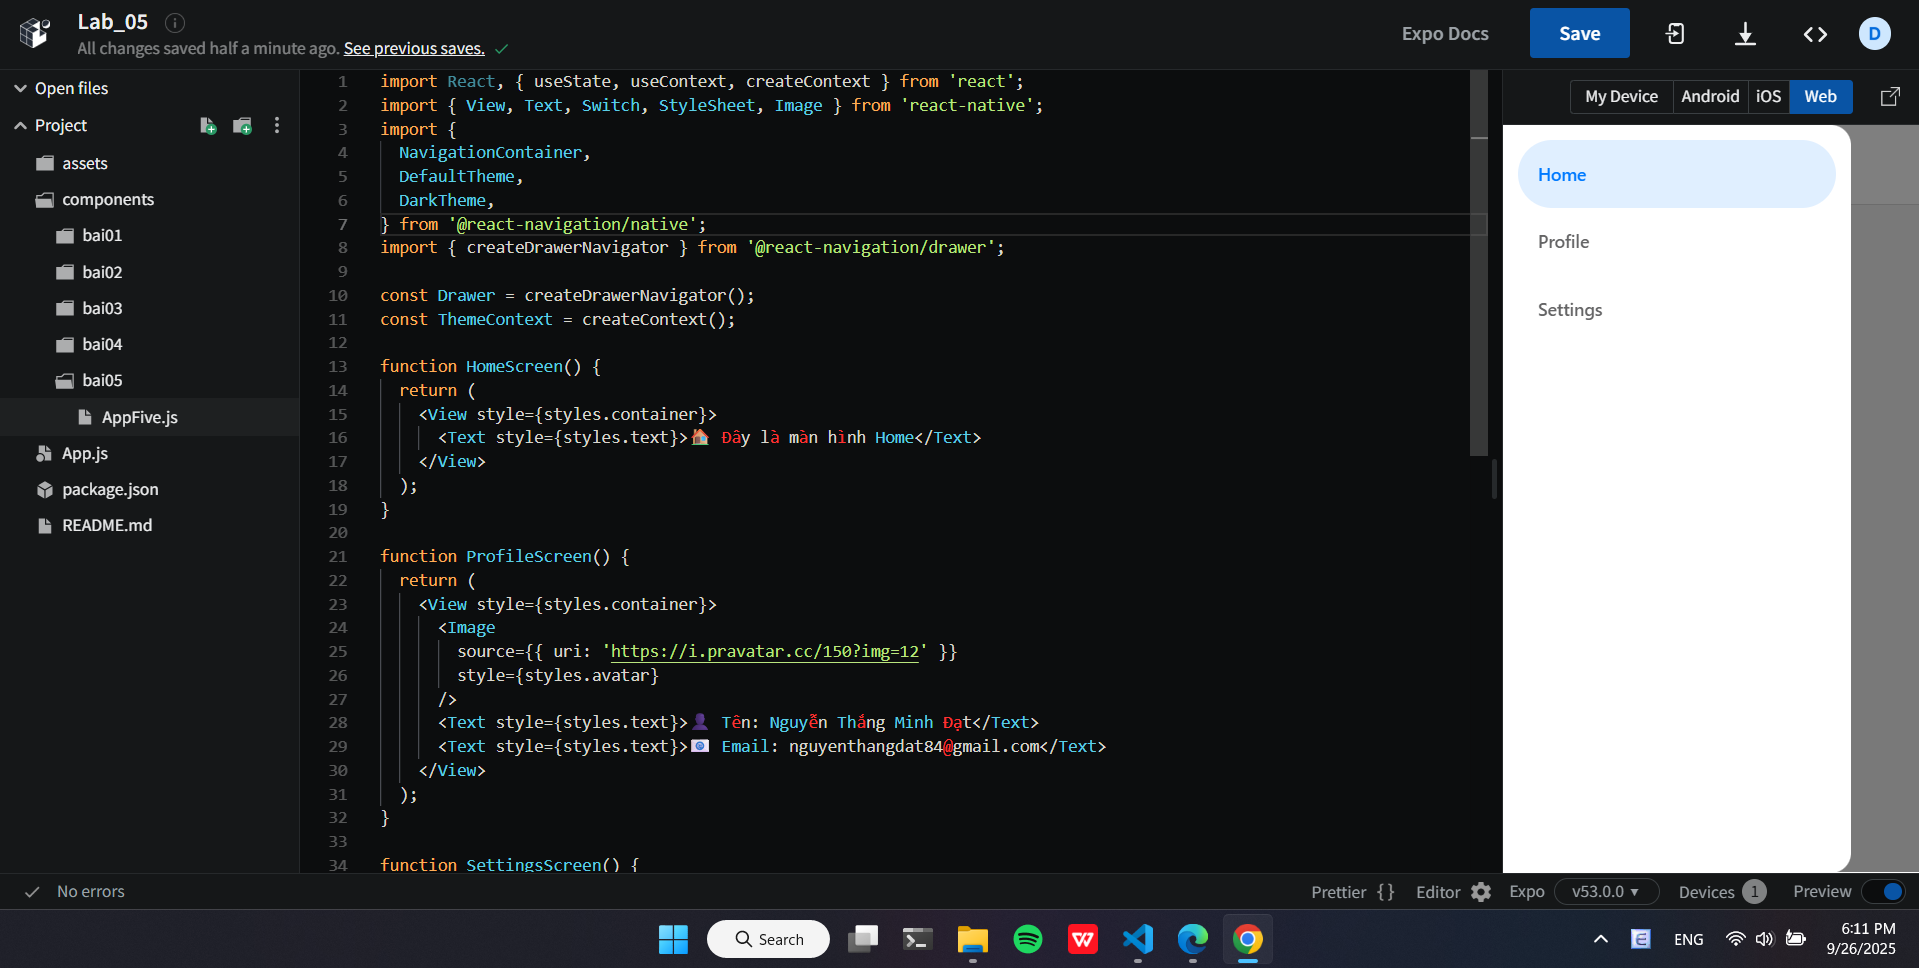 Lab_05
All changes saved half a minute ago. See previous saves.
Expo Docs
Save
D
Open files
Project
assets
components
bai01
bai02
bai03
bai04
bai05
AppFive.js
App.js
package.json
README.md
1 import React, { useState, useContext, createContext } from 'react';
2 import { View, Text, Switch, StyleSheet, Image } from 'react-native';
3 import {
4 NavigationContainer,
5 DefaultTheme,
6 DarkTheme,
7 } from '@react-navigation/native';
8 import { createDrawerNavigator } from '@react-navigation/drawer';
9
10 const Drawer = createDrawerNavigator();
11 const ThemeContext = createContext();
12
13 function HomeScreen() {
14 return (
15 <View style={styles.container}>
16 <Text style={styles.text}>🏠 Đây là màn hình Home</Text>
17 </View>
18 );
19 }
20
21 function ProfileScreen() {
22 return (
23 <View style={styles.container}>
24 <Image
25 source={{ uri: 'https://i.pravatar.cc/150?img=12' }}
26 style={styles.avatar}
27 />
28 <Text style={styles.text}>👤 Tên: Nguyễn Thắng Minh Đạt</Text>
29 <Text style={styles.text}>📧 Email: nguyenthangdat84@gmail.com</Text>
30 </View>
31 );
32 }
33
34 function SettingsScreen() {
My Device
Android
iOS
Web
Home
Profile
Settings
No errors
Prettier { }
Editor
Expo
v53.0.0
Devices 1
Preview
Search
ENG
6:11 PM
9/26/2025